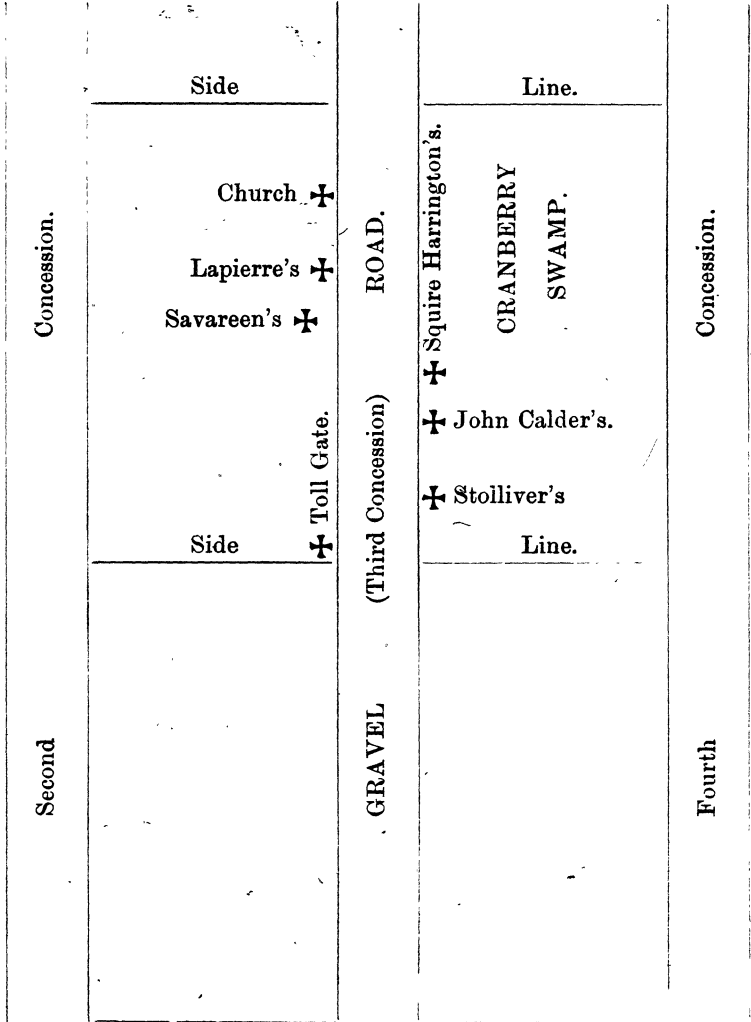 Side Line.
Church
Lapierre's
Savareen's
Toll Gate.
Side Line.
Squire Harrington's.
CRANBERRY
SWAMP.
John Calder's.
Stolliver's
Second Concession.
GRAVEL (Third Concession) ROAD.
Fourth Concession.